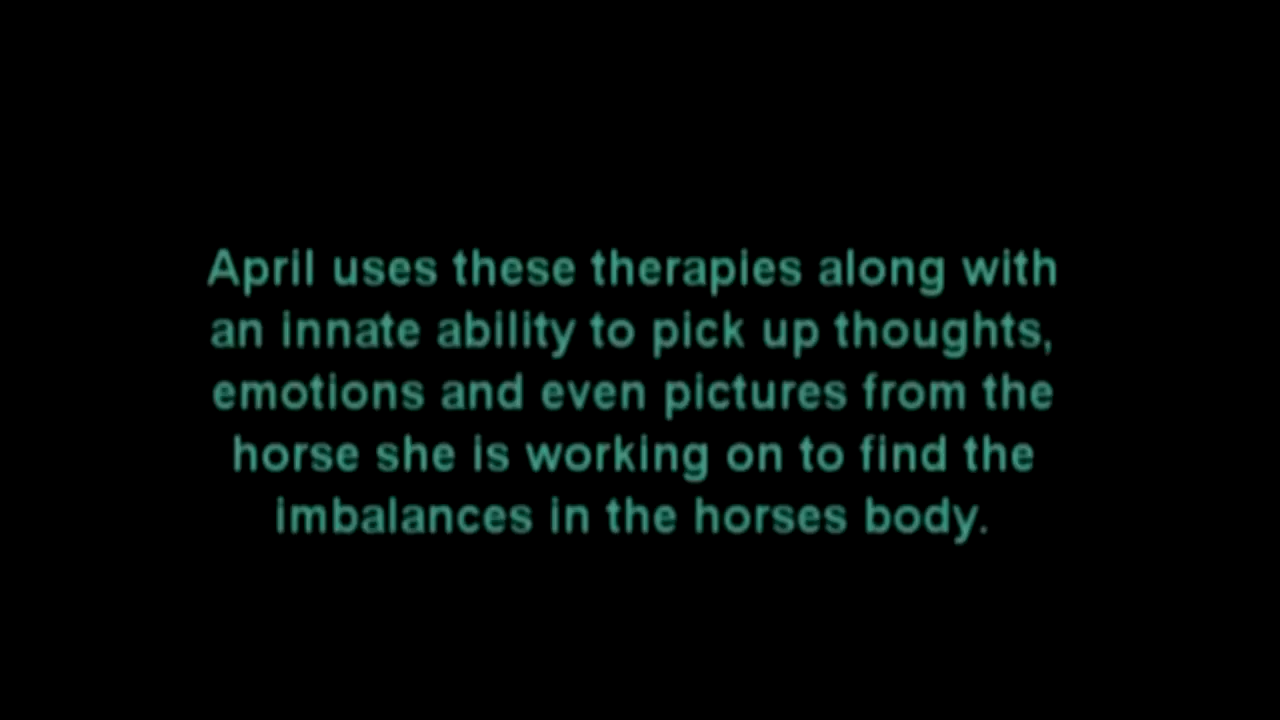 April uses these therapies along with
an innate ability to pick up thoughts,
emotions and even pictures from the
horse she is working on to find the
imbalances in the horses body.